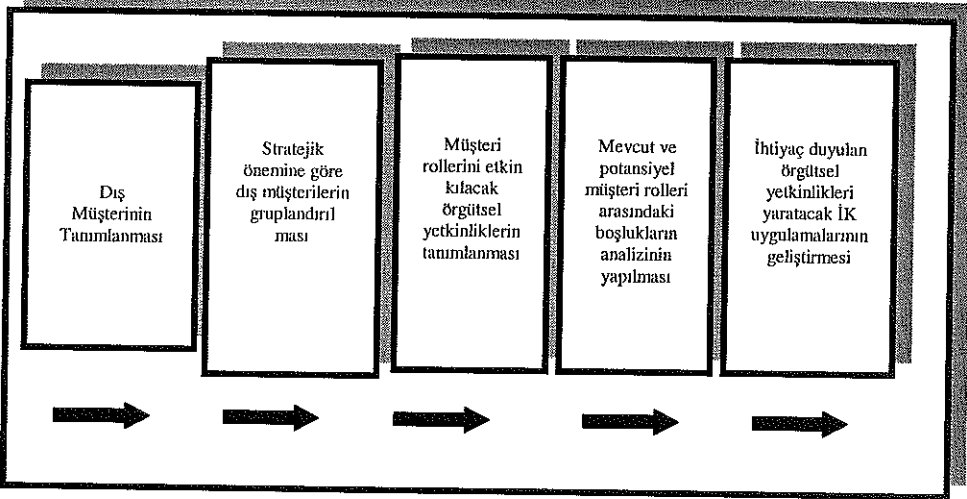 Dış
Müşterinin
Tanımlanması
Stratejik
önemine göre
dış müşterilerin
gruplandırıl
ması
Müşteri
rollerini etkin
kılacak
örgütsel
yetkinliklerin
tanımlanması
Mevcut ve
potansiyel
müşteri rolleri
arasındaki
boşlukların
analizinin
yapılması
İhtiyaç duyulan
örgütsel
yetkinlikleri
yaratacak İK
uygulamalarının
geliştirmesi